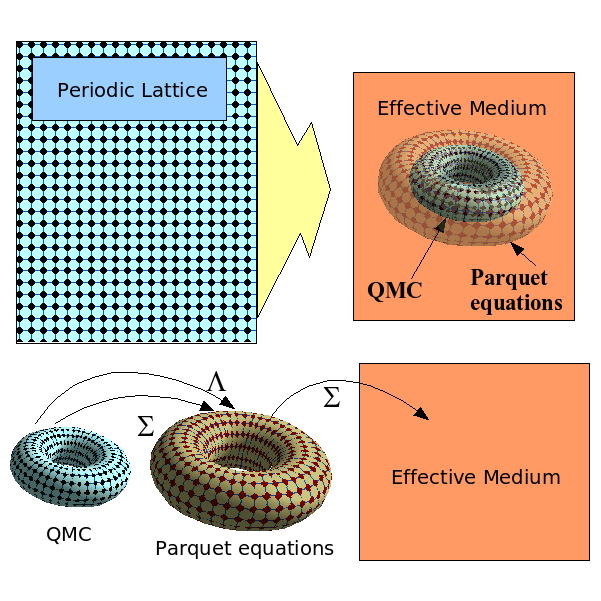 Periodic Lattice
Effective Medium
QMC
Parquet
equations
Λ
Σ
Σ
Effective Medium
QMC
Parquet equations